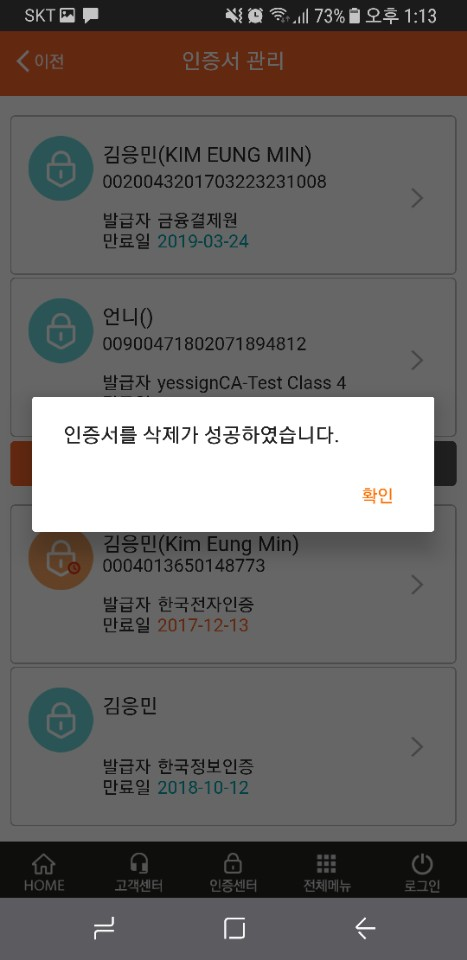 SKT 73% 오후 1:13
이전 인증서 관리
김응민(KIM EUNG MIN)
0020043201703223231008
발급자 금융결제원
만료일 2019-03-24
언니()
00900471802071894812
발급자 yessignCA-Test Class 4
인증서를 삭제가 성공하였습니다.
확인
김응민(Kim Eung Min)
0004013650148773
발급자 한국전자인증
만료일 2017-12-13
김응민
발급자 한국정보인증
만료일 2018-10-12
HOME 고객센터 인증센터 전체메뉴 로그인